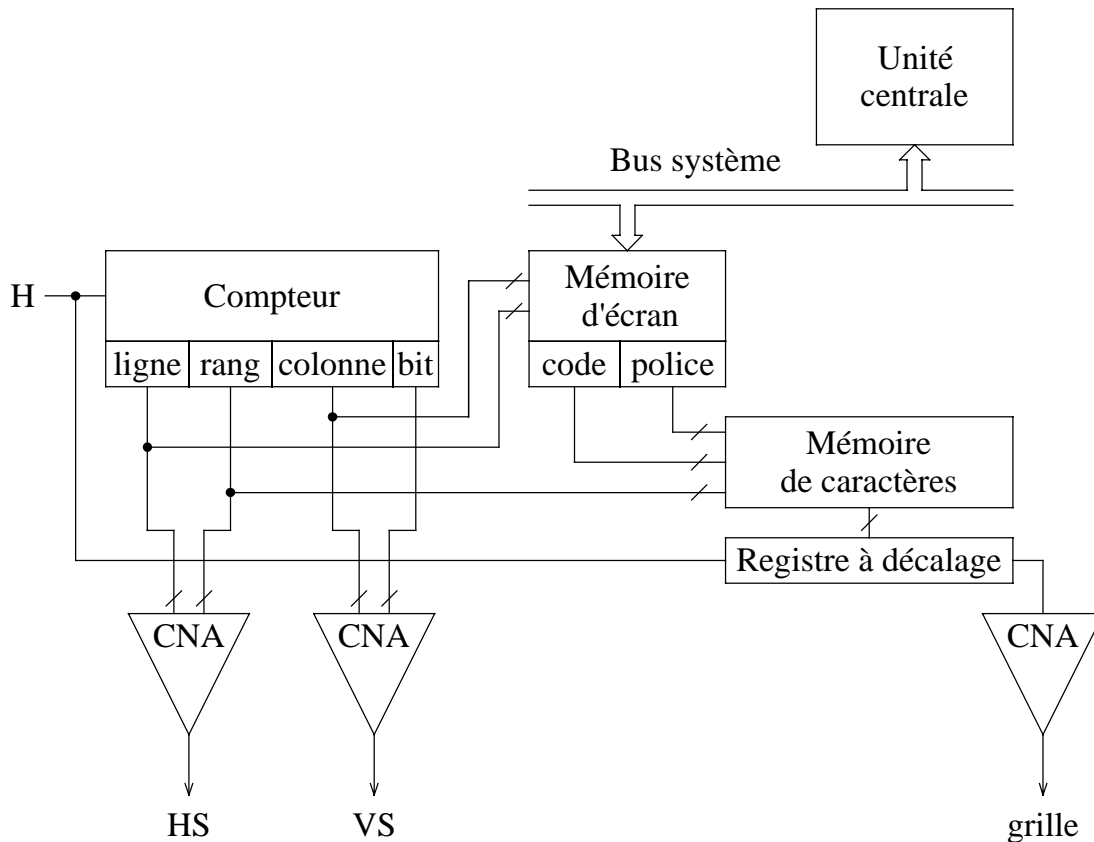 Unité
centrale
Bus système
H
Compteur
Mémoire
d'écran
ligne rang colonne bit
code police
Mémoire
de caractères
Registre à décalage
CNA CNA CNA
HS VS grille